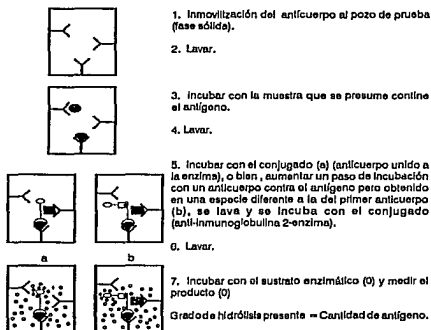 1. Inmovilización del anticuerpo al pozo de prueba
(fase sólida).
2. Lavar.
3. Incubar con la muestra que se presume contine
el antígeno.
4. Lavar.
5. Incubar con el conjugado (a) (anticuerpo unido a
la enzima), o bien, aumentar un paso de incubación
con un anticuerpo contra el antígeno pero obtenido
en una especie diferente a la del primer anticuerpo
(b), se lava y se incuba con el conjugado
(anti-inmunoglobulina 2-enzima).
a b
6. Lavar.
7. Incubar con el sustrato enzimático (0) y medir el
producto (0)
Grado de hidrólisis presente = Cantidad de antígeno.